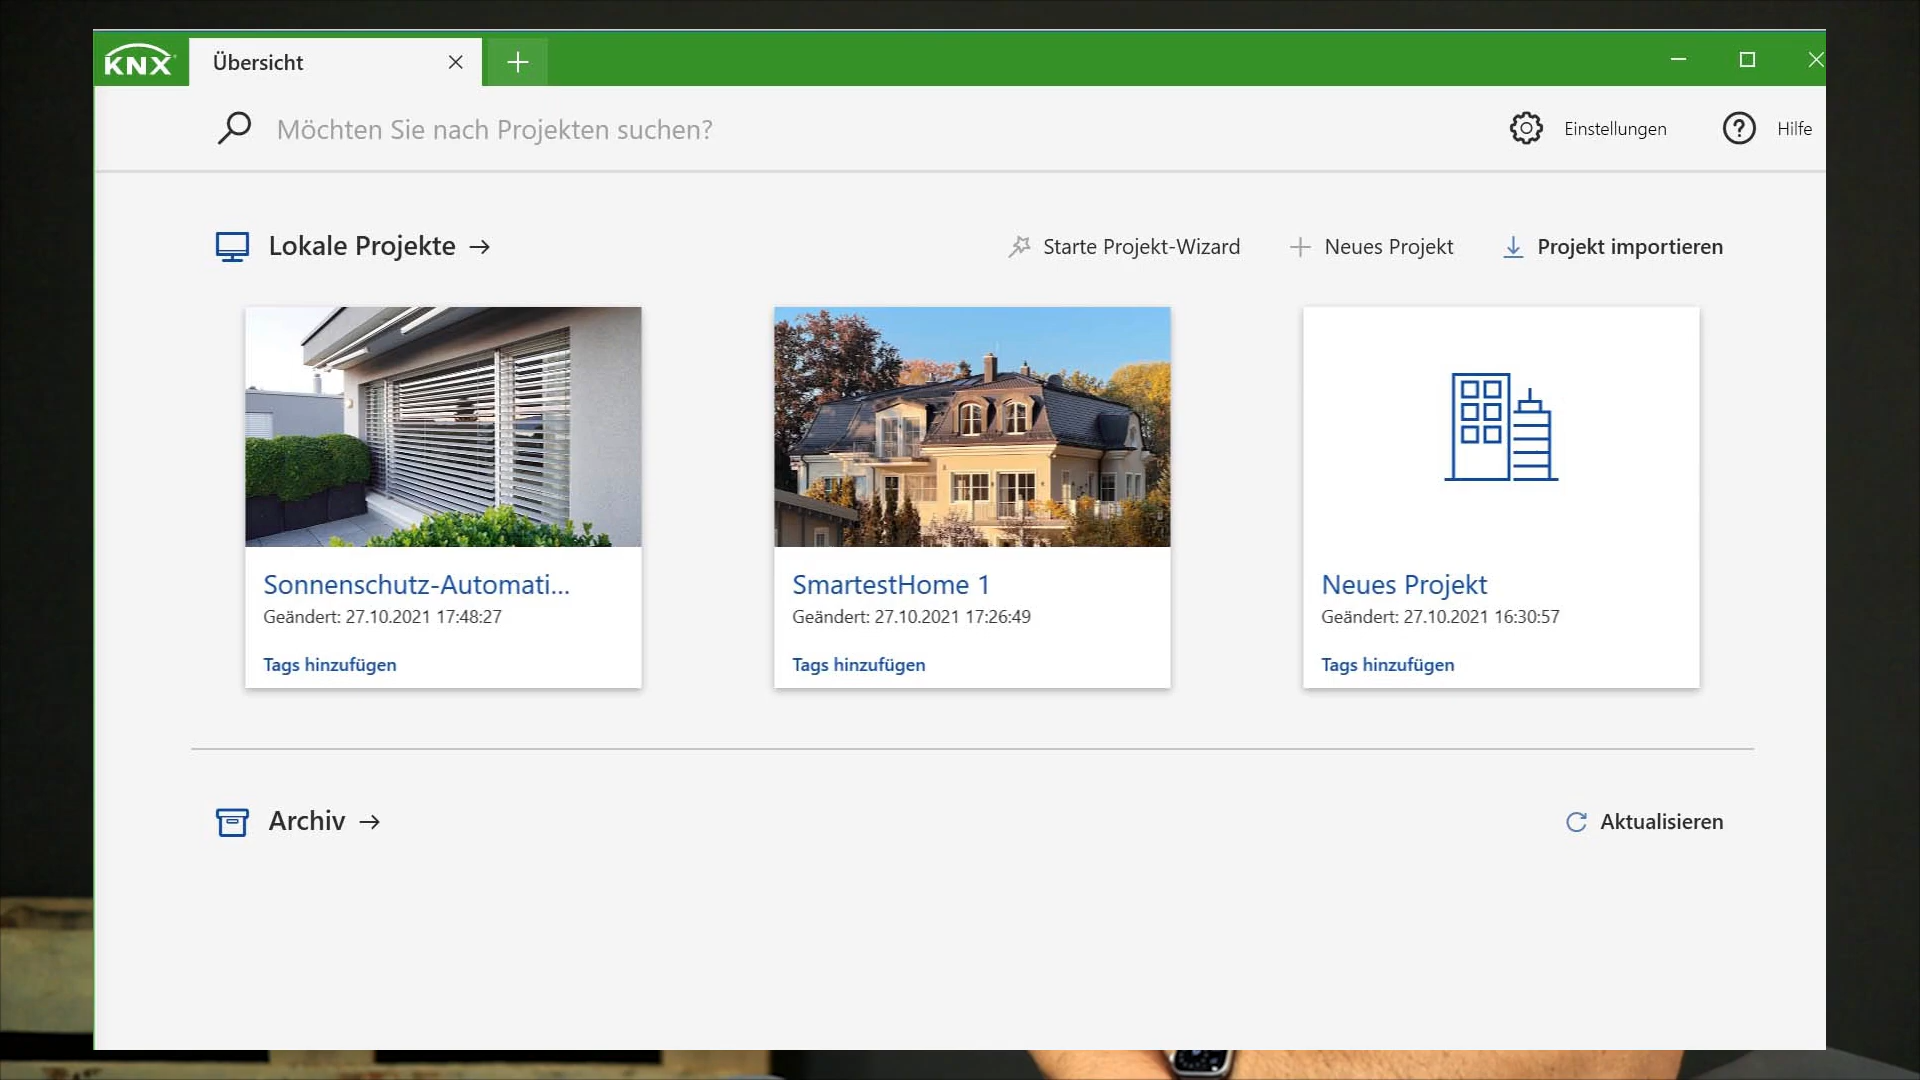 KNX
Übersicht
Möchten Sie nach Projekten suchen?
Einstellungen
Hilfe
Lokale Projekte
Starte Projekt-Wizard
Neues Projekt
Projekt importieren
Sonnenschutz-Automati...
Geändert: 27.10.2021 17:48:27
Tags hinzufügen
SmartestHome 1
Geändert: 27.10.2021 17:26:49
Tags hinzufügen
Neues Projekt
Geändert: 27.10.2021 16:30:57
Tags hinzufügen
Archiv
Aktualisieren